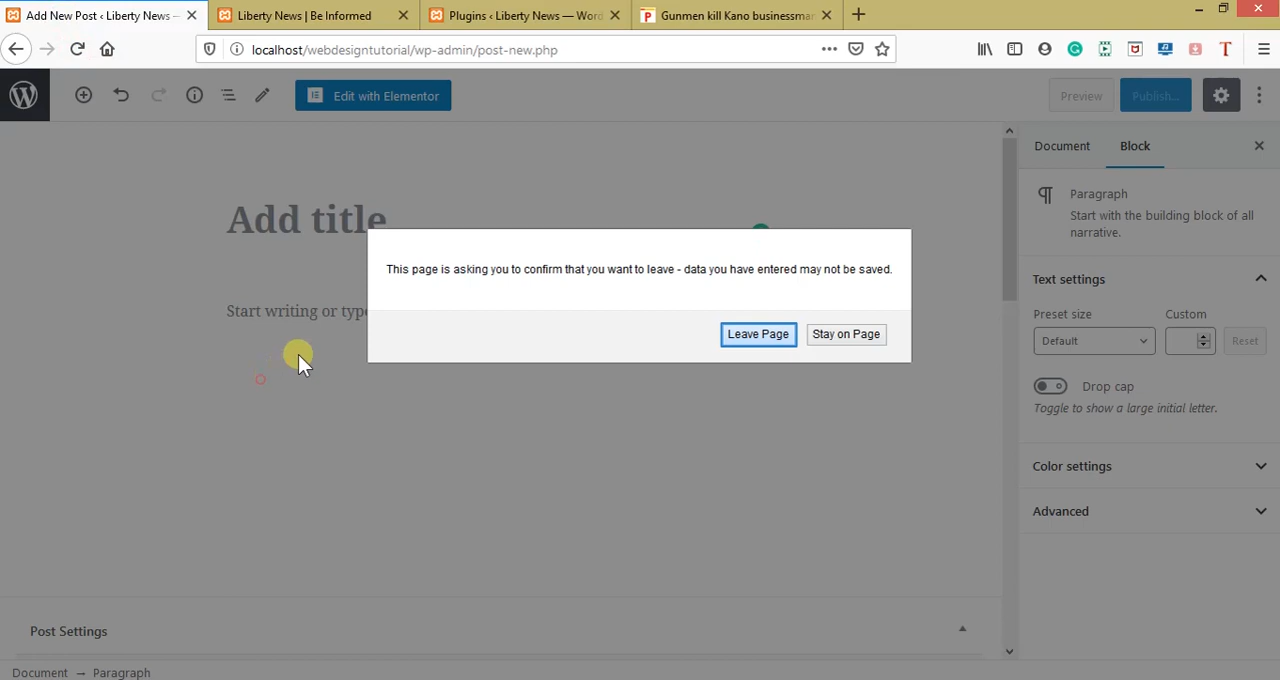 Add New Post ‹ Liberty News —
Liberty News | Be Informed
Plugins ‹ Liberty News — Word
Gunmen kill Kano businessman
localhost/webdesigntutorial/wp-admin/post-new.php
Edit with Elementor
Preview
Publish...
Document
Block
Add title
Paragraph
Start with the building block of all
narrative.
This page is asking you to confirm that you want to leave - data you have entered may not be saved.
Leave Page
Stay on Page
Start writing or type
Text settings
Preset size
Custom
Default
Reset
Drop cap
Toggle to show a large initial letter.
Color settings
Advanced
Post Settings
Document → Paragraph